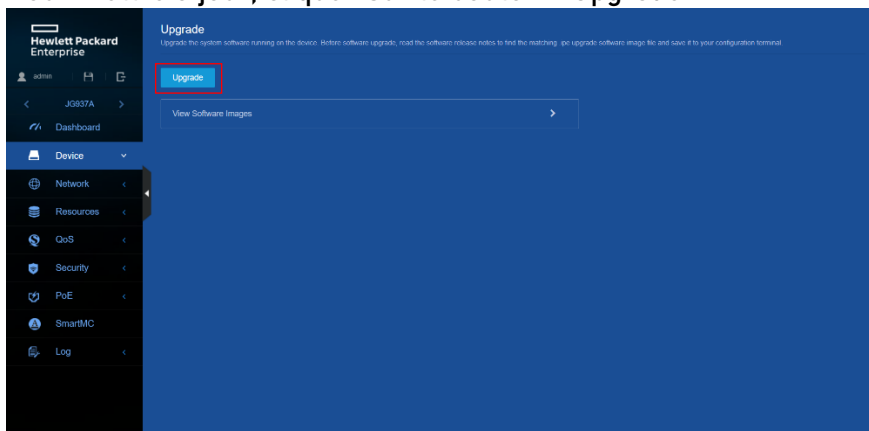 Upgrade
Upgrade the system software running on the device. Before software upgrade, read the software release notes to find the matching .ipe upgrade software image file and save it to your configuration terminal.
Hewlett Packard
Enterprise
admin
Upgrade
JG937A
View Software Images
Dashboard
Device
Network
Resources
QoS
Security
PoE
SmartMC
Log